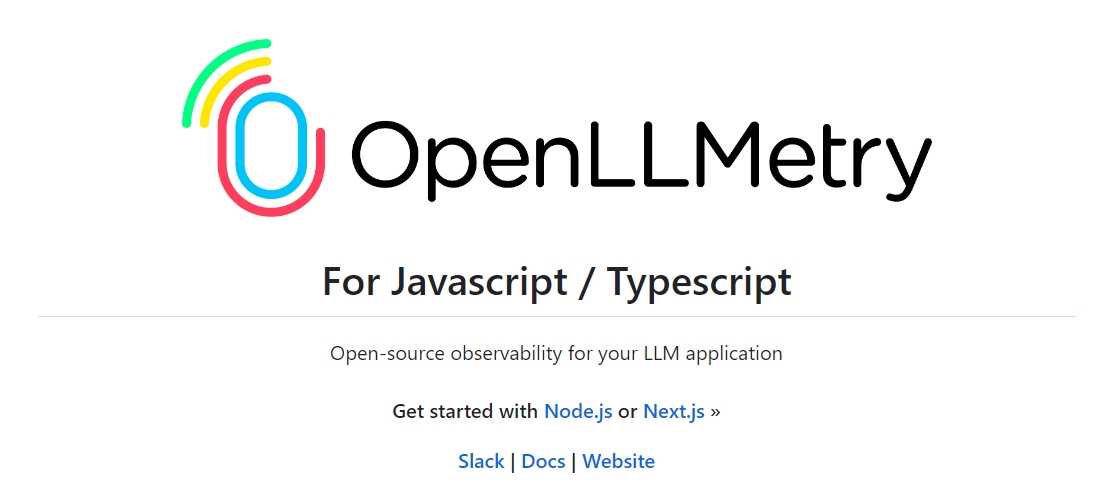 OpenLLMetry
For Javascript / Typescript
Open-source observability for your LLM application
Get started with Node.js or Next.js »
Slack | Docs | Website